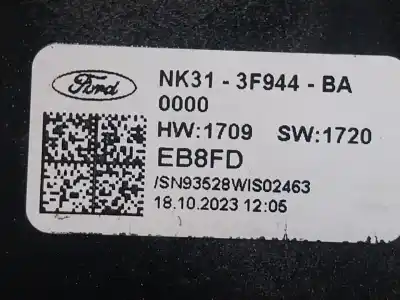 Ford
NK31 - 3F944 - BA
0000
HW:1709 SW:1720
EB8FD
/SN93528WIS02463
18.10.2023 12:05